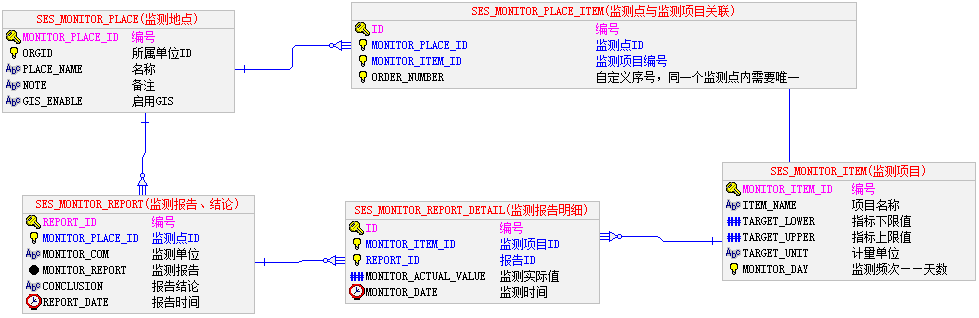 SES_MONITOR_PLACE(监测地点)
MONITOR_PLACE_ID 编号
ORGID 所属单位ID
PLACE_NAME 名称
NOTE 备注
GIS_ENABLE 启用GIS
SES_MONITOR_PLACE_ITEM(监测点与监测项目关联)
ID 编号
MONITOR_PLACE_ID 监测点ID
MONITOR_ITEM_ID 监测项目编号
ORDER_NUMBER 自定义序号，同一个监测点内需要唯一
SES_MONITOR_REPORT(监测报告、结论)
REPORT_ID 编号
MONITOR_PLACE_ID 监测点ID
MONITOR_COM 监测单位
MONITOR_REPORT 监测报告
CONCLUSION 报告结论
REPORT_DATE 报告时间
SES_MONITOR_REPORT_DETAIL(监测报告明细)
ID 编号
MONITOR_ITEM_ID 监测项目ID
REPORT_ID 报告ID
MONITOR_ACTUAL_VALUE 监测实际值
MONITOR_DATE 监测时间
SES_MONITOR_ITEM(监测项目)
MONITOR_ITEM_ID 编号
ITEM_NAME 项目名称
TARGET_LOWER 指标下限值
TARGET_UPPER 指标上限值
TARGET_UNIT 计量单位
MONITOR_DAY 监测频次——天数